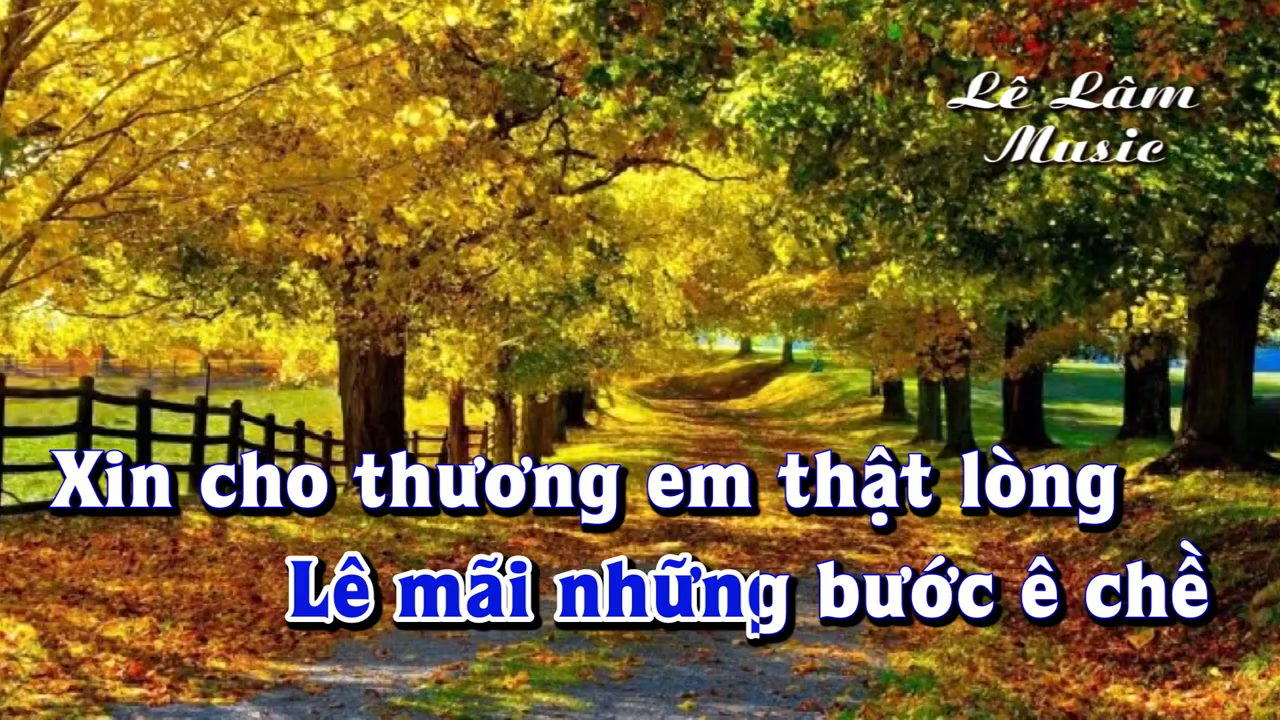 Lê Lâm
Music
Xin cho thương em thật lòng
Lê mãi những bước ê chề